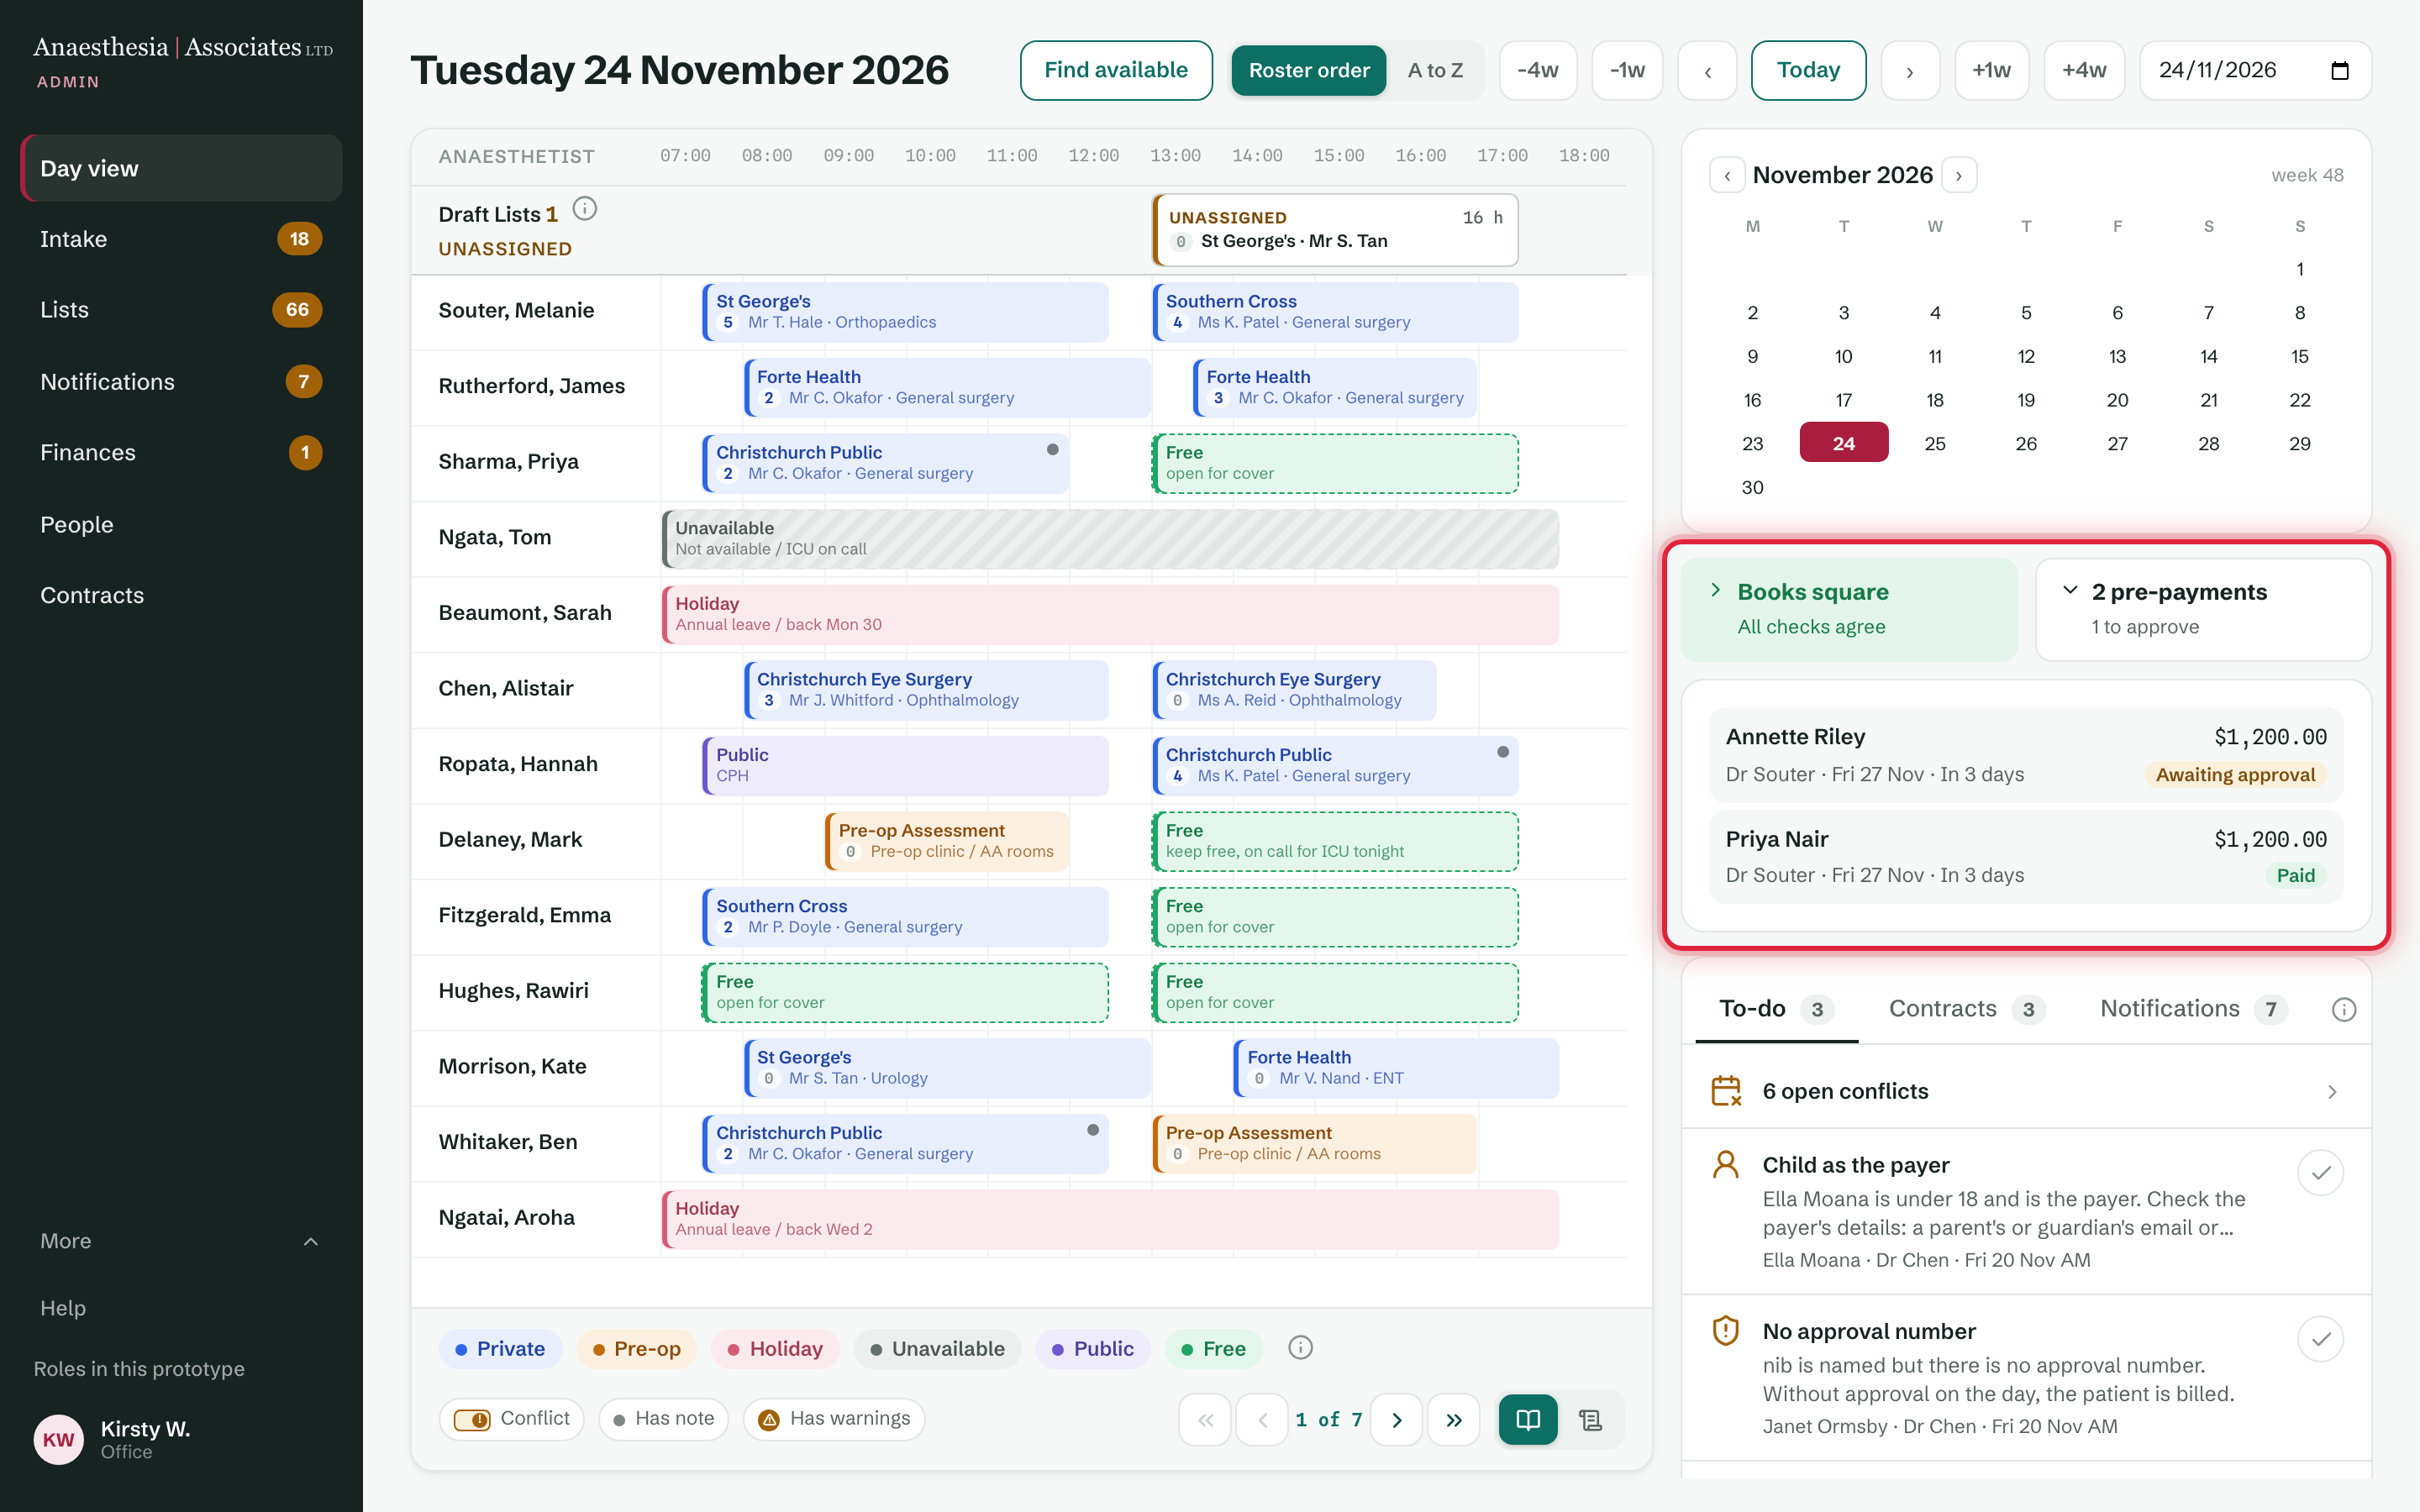 Anaesthesia | Associates LTD
ADMIN
Day view
Intake 18
Lists 66
Notifications 7
Finances 1
People
Contracts
More
Help
Roles in this prototype
KW
Kirsty W.
Office
Tuesday 24 November 2026
Find available
Roster order
A to Z
-4w
-1w
‹
Today
›
+1w
+4w
24/11/2026
ANAESTHETIST 07:00 08:00 09:00 10:00 11:00 12:00 13:00 14:00 15:00 16:00 17:00 18:00
Draft Lists 1
UNASSIGNED
UNASSIGNED 16 h
0 St George's · Mr S. Tan
Souter, Melanie
St George's
5 Mr T. Hale · Orthopaedics
Southern Cross
4 Ms K. Patel · General surgery
Rutherford, James
Forte Health
2 Mr C. Okafor · General surgery
Forte Health
3 Mr C. Okafor · General surgery
Sharma, Priya
Christchurch Public
2 Mr C. Okafor · General surgery
Free
open for cover
Ngata, Tom
Unavailable
Not available / ICU on call
Beaumont, Sarah
Holiday
Annual leave / back Mon 30
Chen, Alistair
Christchurch Eye Surgery
3 Mr J. Whitford · Ophthalmology
Christchurch Eye Surgery
0 Ms A. Reid · Ophthalmology
Ropata, Hannah
Public
CPH
Christchurch Public
4 Ms K. Patel · General surgery
Delaney, Mark
Pre-op Assessment
0 Pre-op clinic / AA rooms
Free
keep free, on call for ICU tonight
Fitzgerald, Emma
Southern Cross
2 Mr P. Doyle · General surgery
Free
open for cover
Hughes, Rawiri
Free
open for cover
Free
open for cover
Morrison, Kate
St George's
0 Mr S. Tan · Urology
Forte Health
0 Mr V. Nand · ENT
Whitaker, Ben
Christchurch Public
2 Mr C. Okafor · General surgery
Pre-op Assessment
0 Pre-op clinic / AA rooms
Ngatai, Aroha
Holiday
Annual leave / back Wed 2
Private
Pre-op
Holiday
Unavailable
Public
Free
Conflict
Has note
Has warnings
1 of 7
‹ November 2026 › week 48
M T W T F S S
1
2 3 4 5 6 7 8
9 10 11 12 13 14 15
16 17 18 19 20 21 22
23 24 25 26 27 28 29
30
Books square
All checks agree
2 pre-payments
1 to approve
Annette Riley $1,200.00
Dr Souter · Fri 27 Nov · In 3 days Awaiting approval
Priya Nair $1,200.00
Dr Souter · Fri 27 Nov · In 3 days Paid
To-do 3
Contracts 3
Notifications 7
6 open conflicts
Child as the payer
Ella Moana is under 18 and is the payer. Check the
payer's details: a parent's or guardian's email or...
Ella Moana · Dr Chen · Fri 20 Nov AM
No approval number
nib is named but there is no approval number.
Without approval on the day, the patient is billed.
Janet Ormsby · Dr Chen · Fri 20 Nov AM